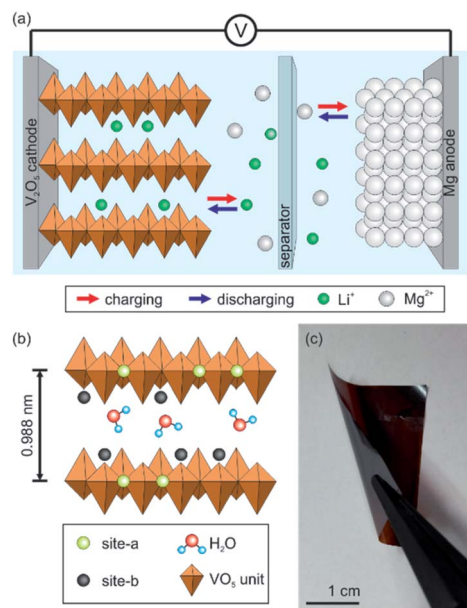 (a)
V
V₂O₅ cathode
separator
Mg anode
charging
discharging
Li⁺
Mg²⁺
(b)
0.988 nm
site-a
H₂O
site-b
VO₅ unit
(c)
1 cm